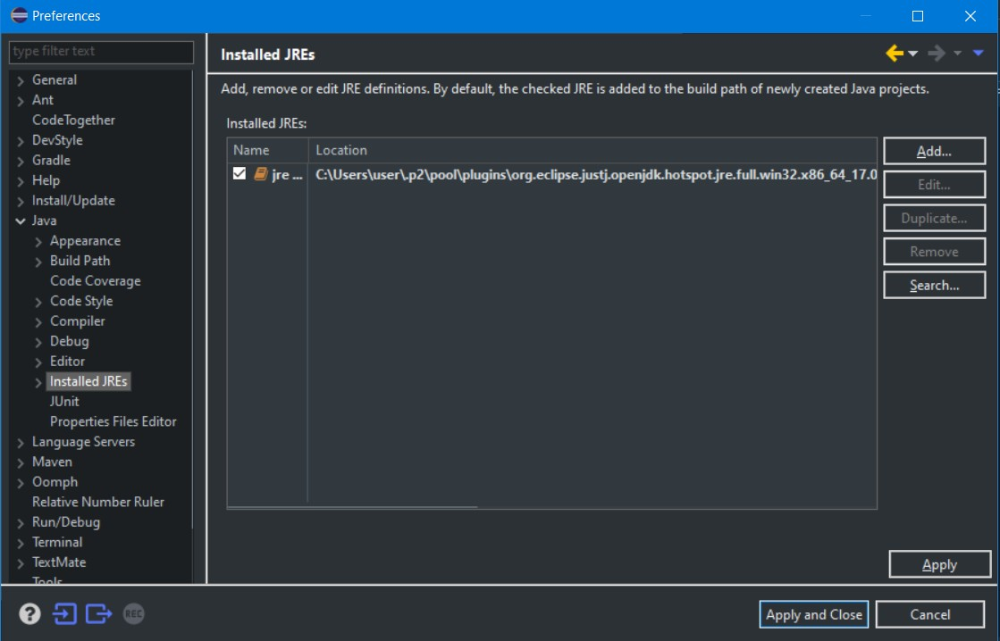 Preferences
type filter text
General
Ant
CodeTogether
DevStyle
Gradle
Help
Install/Update
Java
Appearance
Build Path
Code Coverage
Code Style
Compiler
Debug
Editor
Installed JREs
JUnit
Properties Files Editor
Language Servers
Maven
Oomph
Relative Number Ruler
Run/Debug
Terminal
TextMate
Tools
Installed JREs
Add, remove or edit JRE definitions. By default, the checked JRE is added to the build path of newly created Java projects.
Installed JREs:
Name Location
jre ... C:\Users\user\.p2\pool\plugins\org.eclipse.justj.openjdk.hotspot.jre.full.win32.x86_64_17.0
Add...
Edit...
Duplicate...
Remove
Search...
Apply
? REC
Apply and Close
Cancel